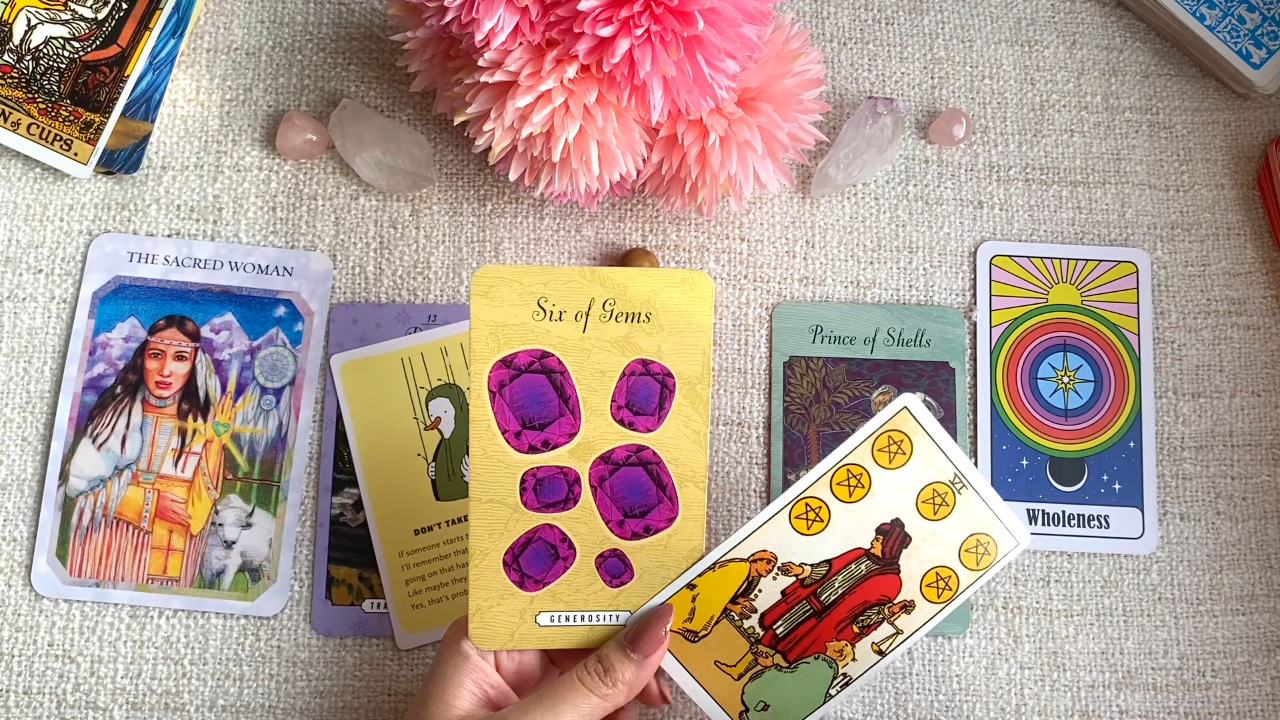 N of CUPS.
THE SACRED WOMAN
13
DON'T TAKE
If someone starts
I'll remember that
going on that has
Like maybe they
Yes, that's prob
Six of Gems
GENEROSITY
Prince of Shells
VI
Wholeness